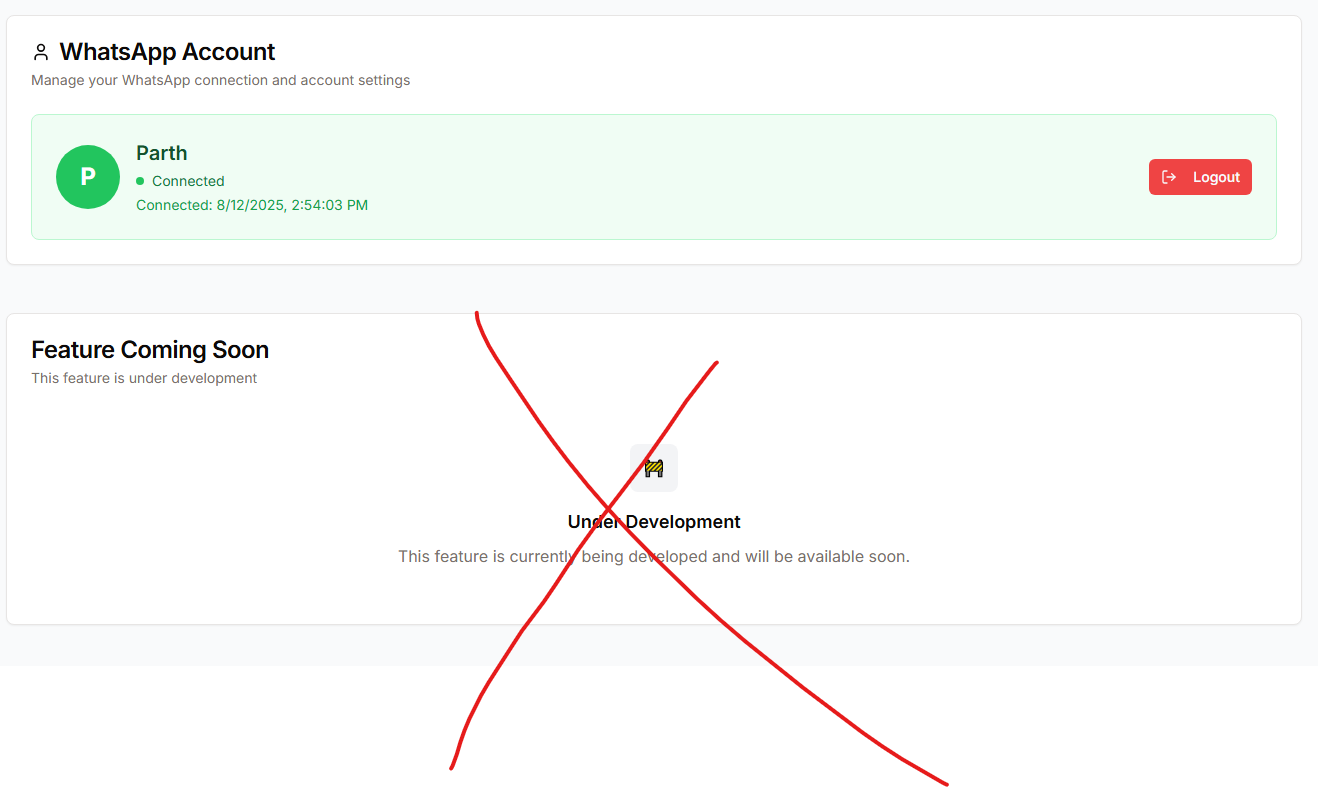 WhatsApp Account
Manage your WhatsApp connection and account settings
P
Parth
Connected
Connected: 8/12/2025, 2:54:03 PM
Logout
Feature Coming Soon
This feature is under development
Under Development
This feature is currently being developed and will be available soon.